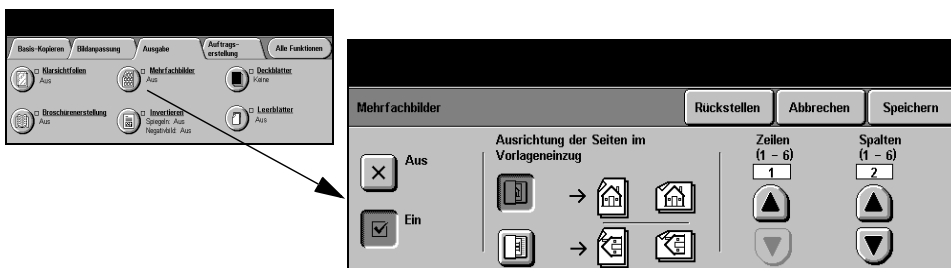 Basis-Kopieren Bildanpassung Ausgabe Auftrags-erstellung Alle Funktionen
Klarsichtfolien
Aus
Mehrfachbilder
Aus
Deckblätter
Keine
Broschürenerstellung
Aus
Invertieren
Spiegeln: Aus
Negativbild: Aus
Leerblätter
Aus
Mehrfachbilder Rückstellen Abbrechen Speichern
Aus
Ein
Ausrichtung der Seiten im
Vorlageneinzug
Zeilen
(1 - 6)
1
Spalten
(1 - 6)
2